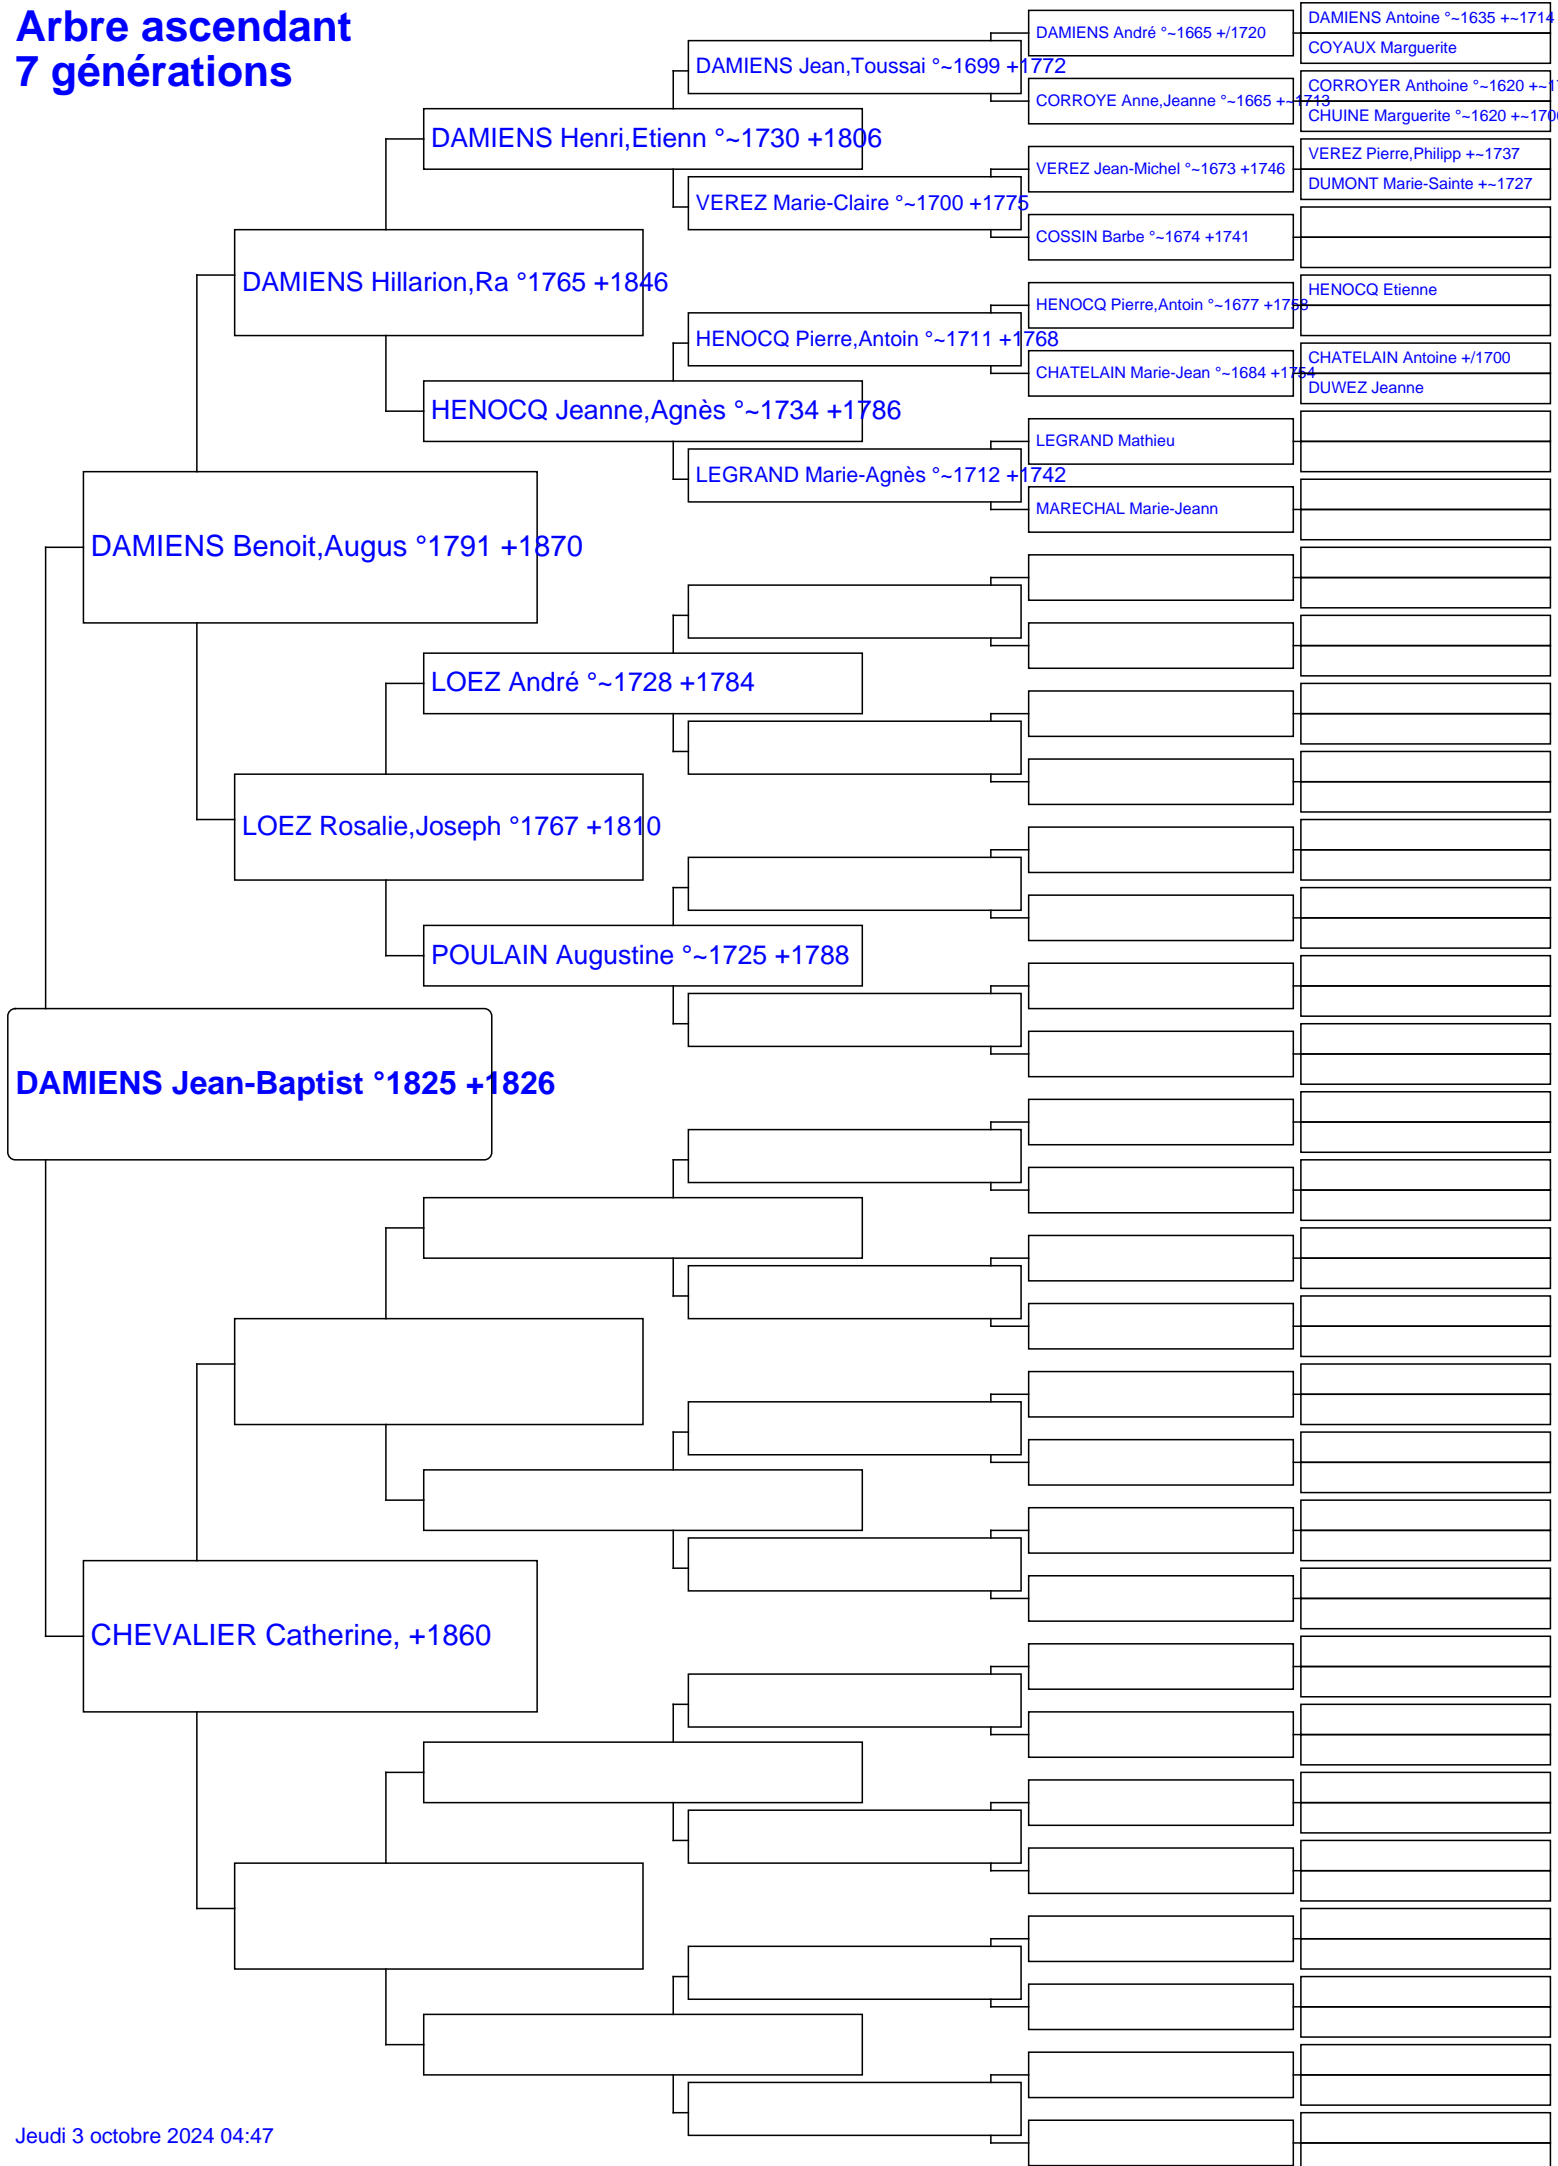 Arbre ascendant
7 générations
DAMIENS Antoine °~1635 +~1714
DAMIENS André °~1665 +/1720
COYAUX Marguerite
DAMIENS Jean,Toussai °~1699 +1772
CORROYER Anthoine °~1620 +~
CORROYE Anne,Jeanne °~1665 +~1713
CHUINE Marguerite °~1620 +~
DAMIENS Henri,Etienn °~1730 +1806
VEREZ Pierre,Philipp +~1737
VEREZ Jean-Michel °~1673 +1746
DUMONT Marie-Sainte +~1727
VEREZ Marie-Claire °~1700 +1775
COSSIN Barbe °~1674 +1741
DAMIENS Hillarion,Ra °1765 +1846
HENOCQ Etienne
HENOCQ Pierre,Antoin °~1677 +1758
HENOCQ Pierre,Antoin °~1711 +1768
CHATELAIN Antoine +/1700
CHATELAIN Marie-Jean °~1684 +1754
DUWEZ Jeanne
HENOCQ Jeanne,Agnès °~1734 +1786
LEGRAND Mathieu
LEGRAND Marie-Agnès °~1712 +1742
MARECHAL Marie-Jeann
DAMIENS Benoit,Augus °1791 +1870
LOEZ André °~1728 +1784
LOEZ Rosalie,Joseph °1767 +1810
POULAIN Augustine °~1725 +1788
DAMIENS Jean-Baptist °1825 +1826
CHEVALIER Catherine, +1860
Jeudi 3 octobre 2024 04:47